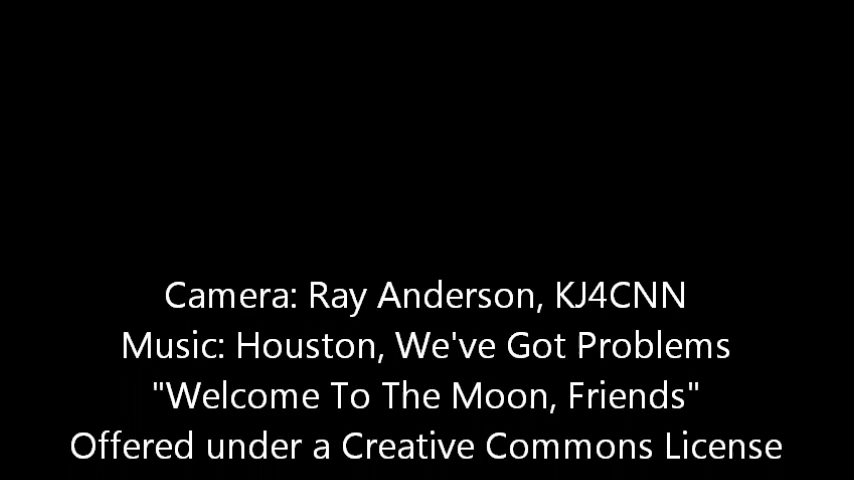 Camera: Ray Anderson, KJ4CNN
Music: Houston, We've Got Problems
"Welcome To The Moon, Friends"
Offered under a Creative Commons License